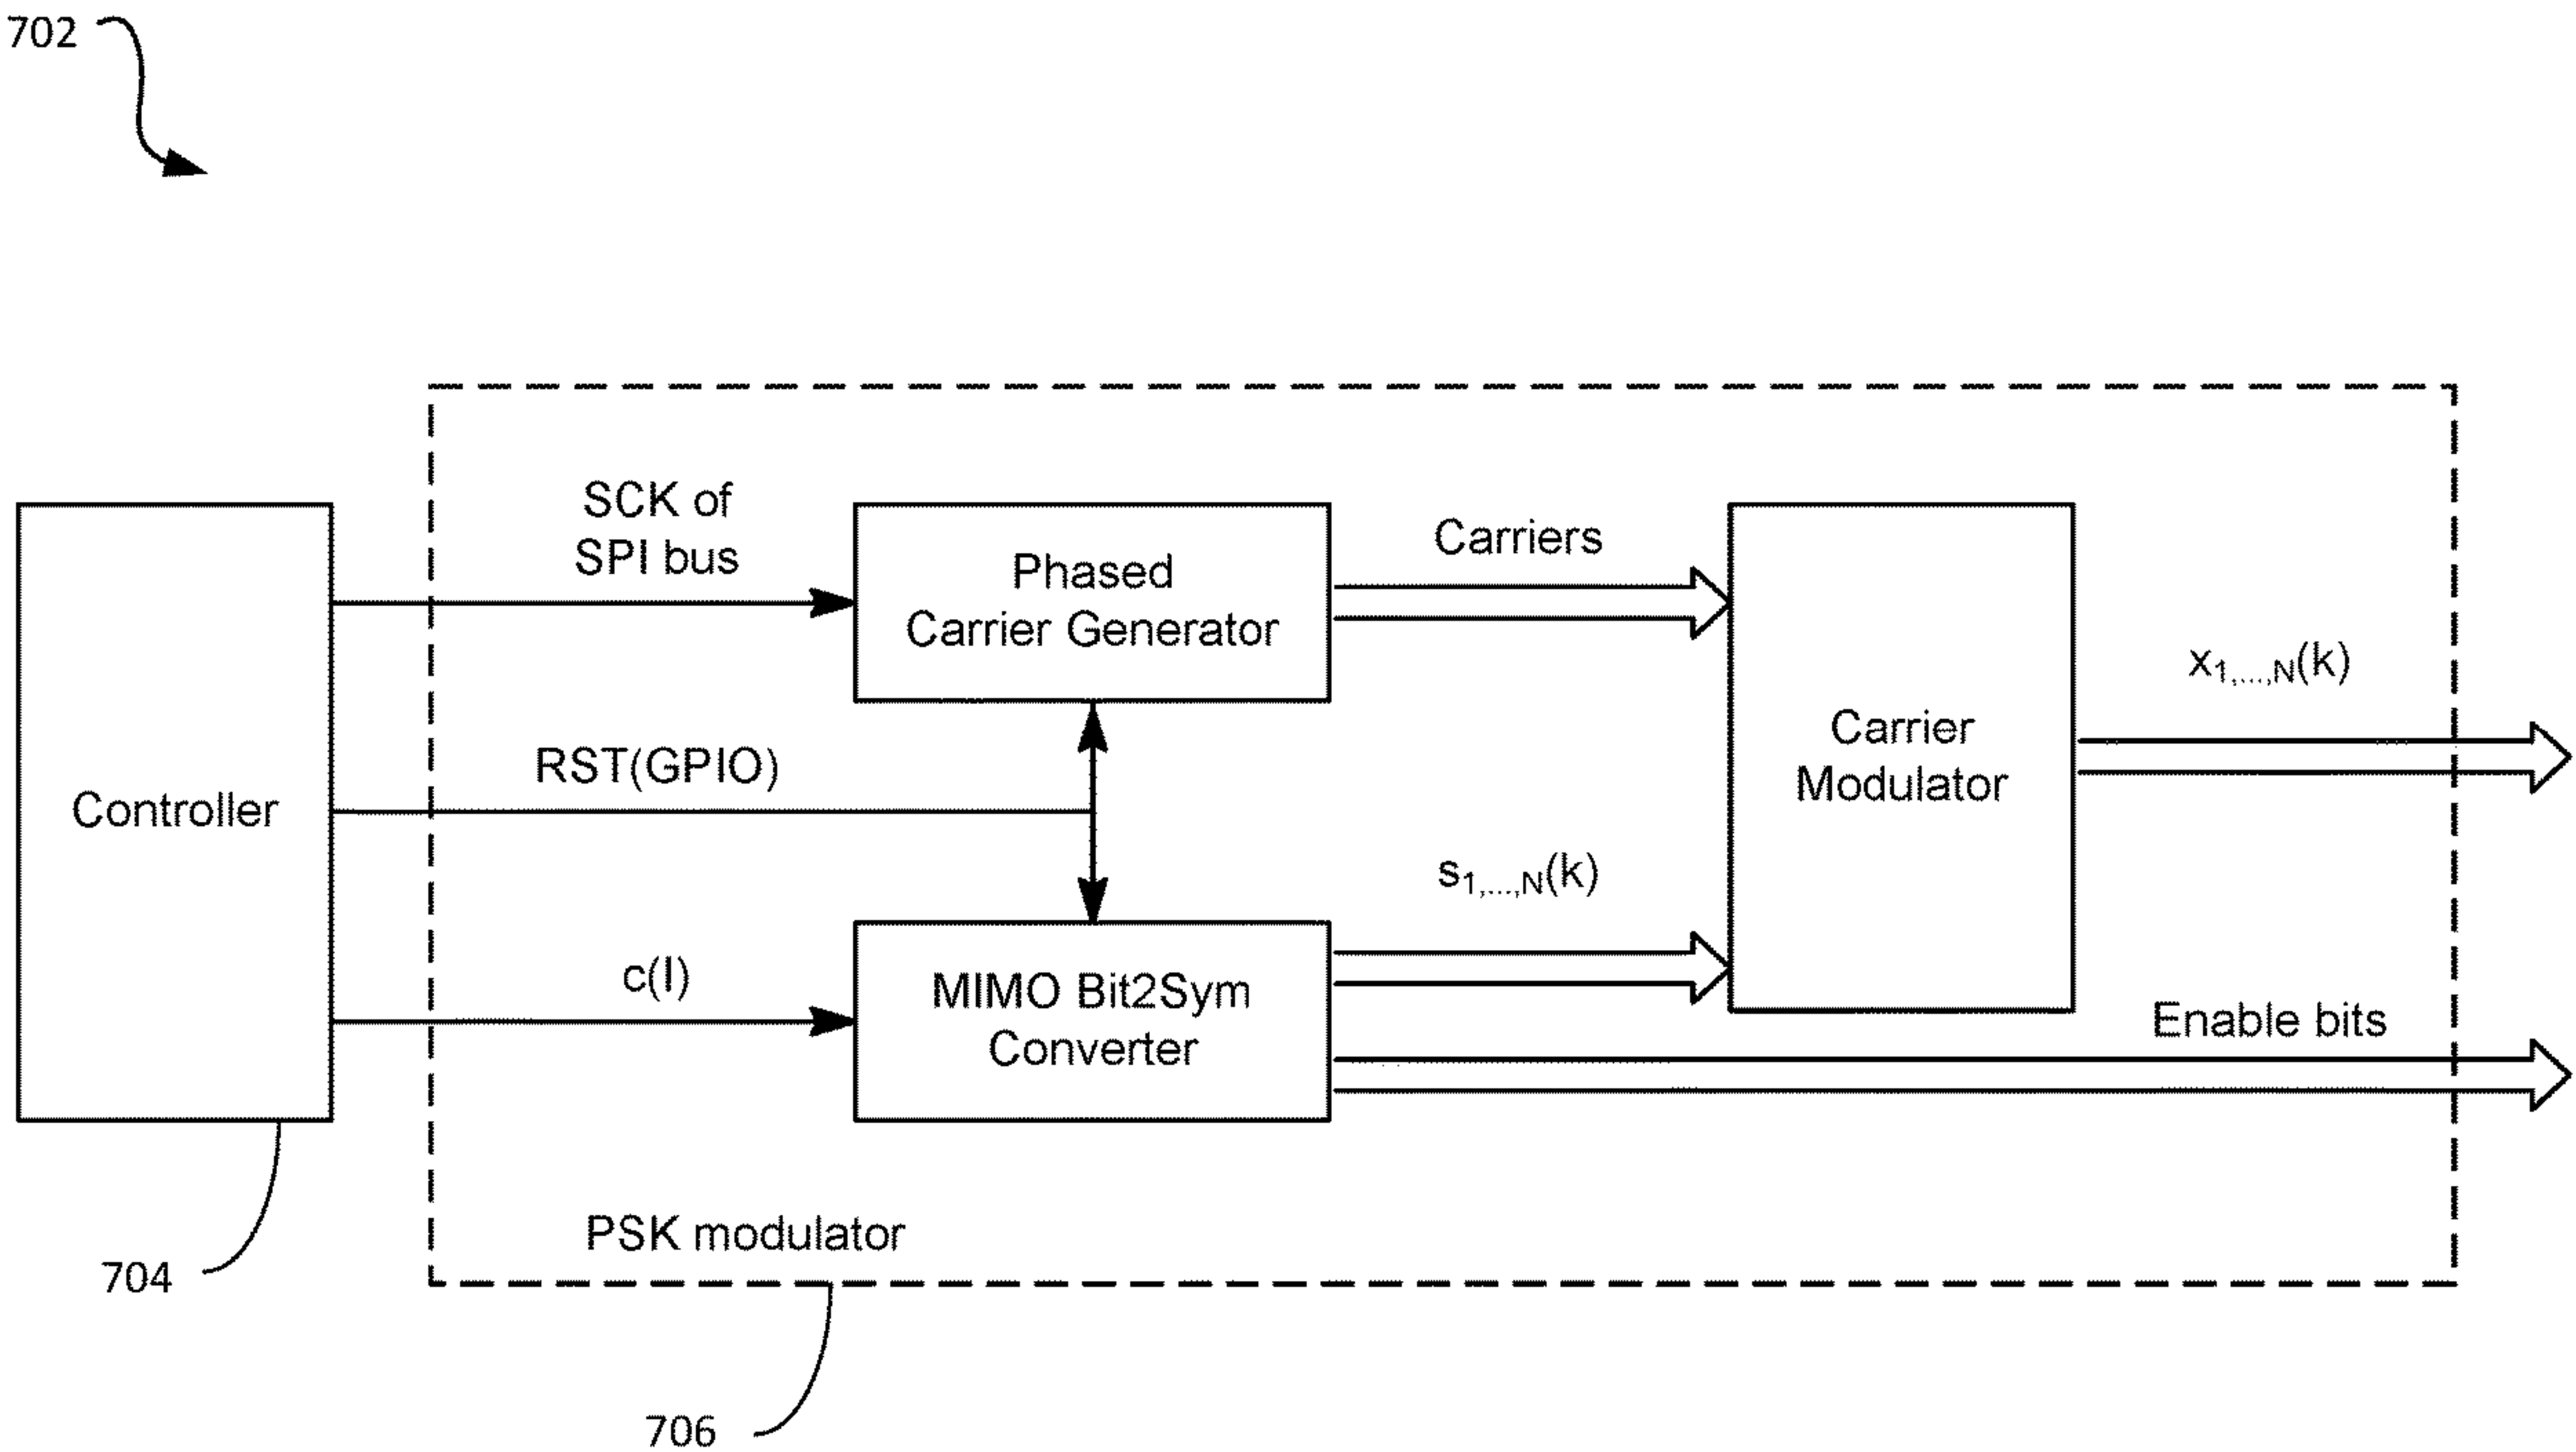 702
SCK of
SPI bus
Phased
Carrier Generator
Carriers
Controller
RST(GPIO)
Carrier
Modulator
x1,...,N(k)
s1,...,N(k)
c(l)
MIMO Bit2Sym
Converter
Enable bits
PSK modulator
704
706